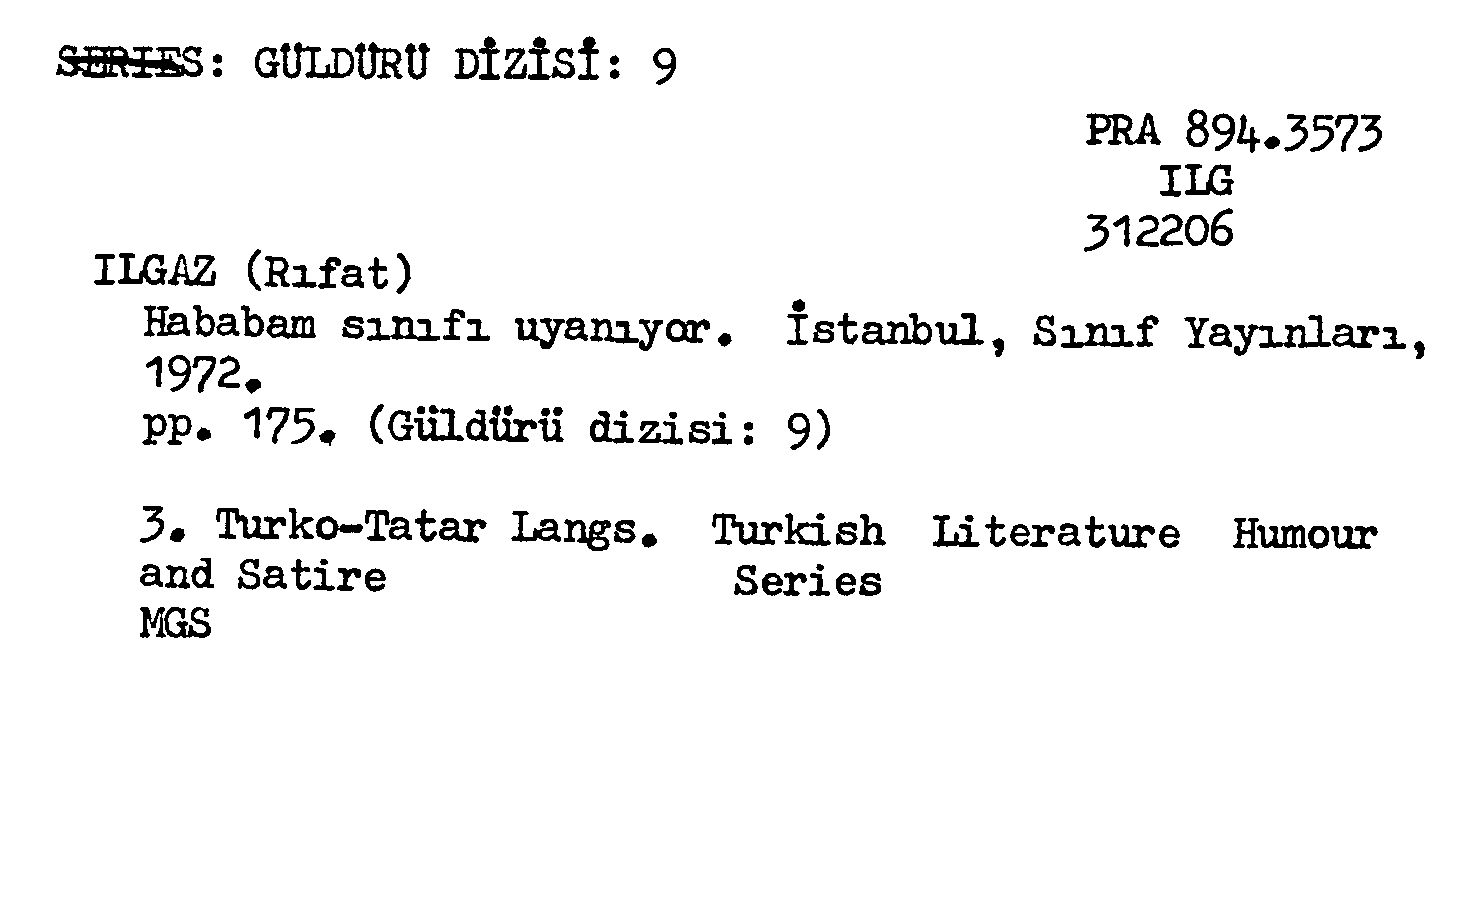 SERIES: GÜLDÜRÜ DİZİSİ: 9
PRA 894.3573
ILG
312206
ILGAZ (Rıfat)
Hababam sınıfı uyanıyor. İstanbul, Sınıf Yayınları,
1972.
pp. 175. (Güldürü dizisi: 9)
3. Turko-Tatar Langs. Turkish Literature Humour
and Satire Series
MGS